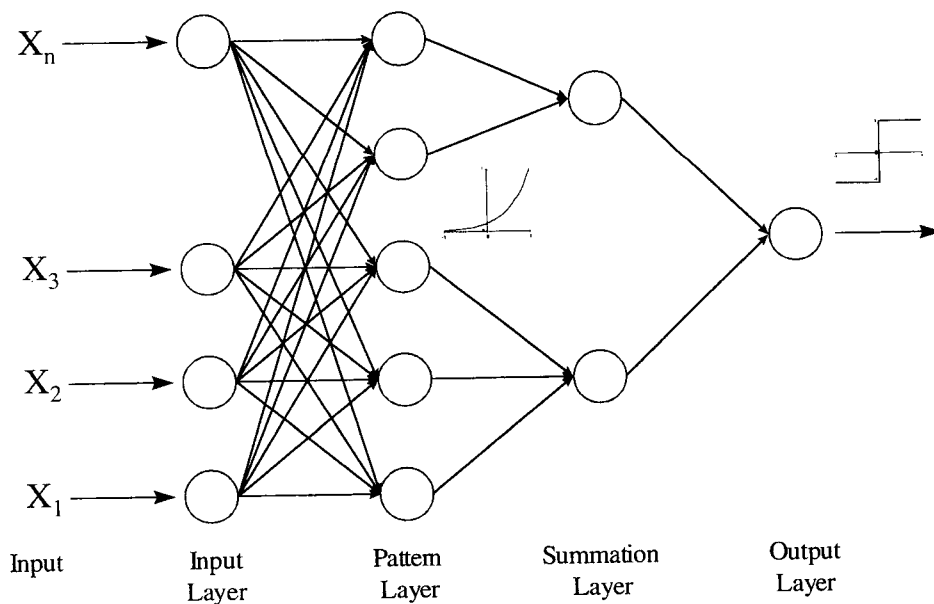 Xn
X3
X2
X1
Input
Input
Layer
Pattern
Layer
Summation
Layer
Output
Layer